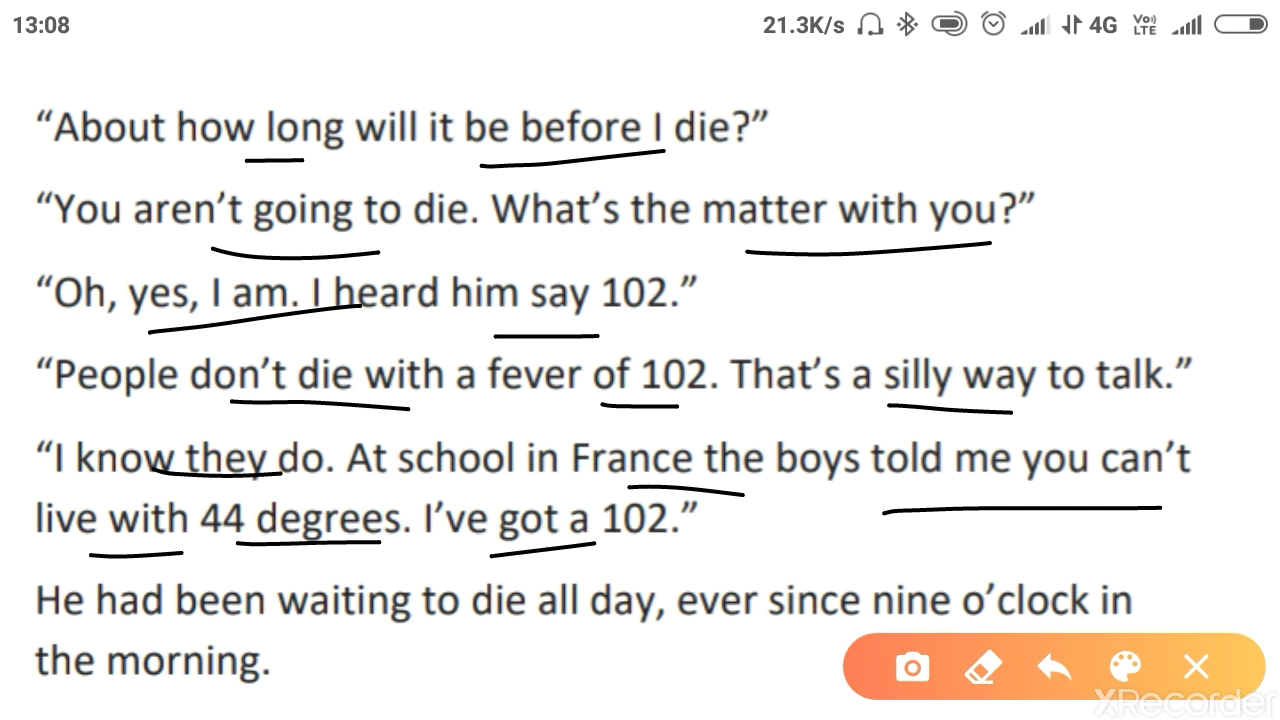 13:08 21.3K/s 4G Vo)) LTE
“About how long will it be before I die?”
“You aren’t going to die. What’s the matter with you?”
“Oh, yes, I am. I heard him say 102.”
“People don’t die with a fever of 102. That’s a silly way to talk.”
“I know they do. At school in France the boys told me you can’t
live with 44 degrees. I’ve got a 102.”
He had been waiting to die all day, ever since nine o’clock in
the morning.
XRecorder